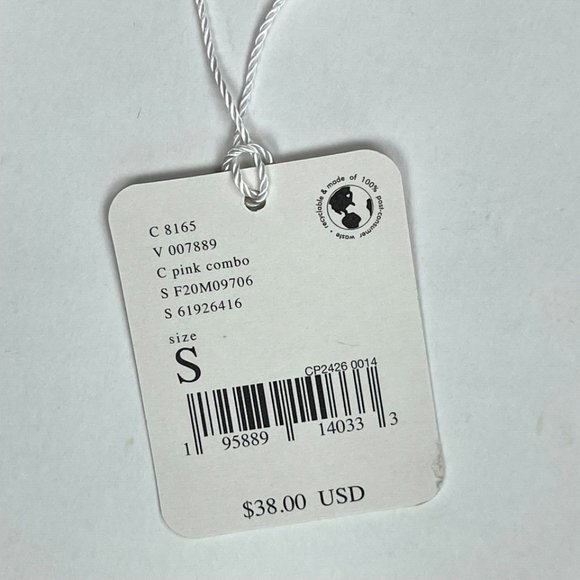 recyclable & made of 100% post-consumer waste •
C 8165
V 007889
C pink combo
S F20M09706
S 61926416
size
S
CP2426 0014
1 95889 14033 3
$38.00 USD